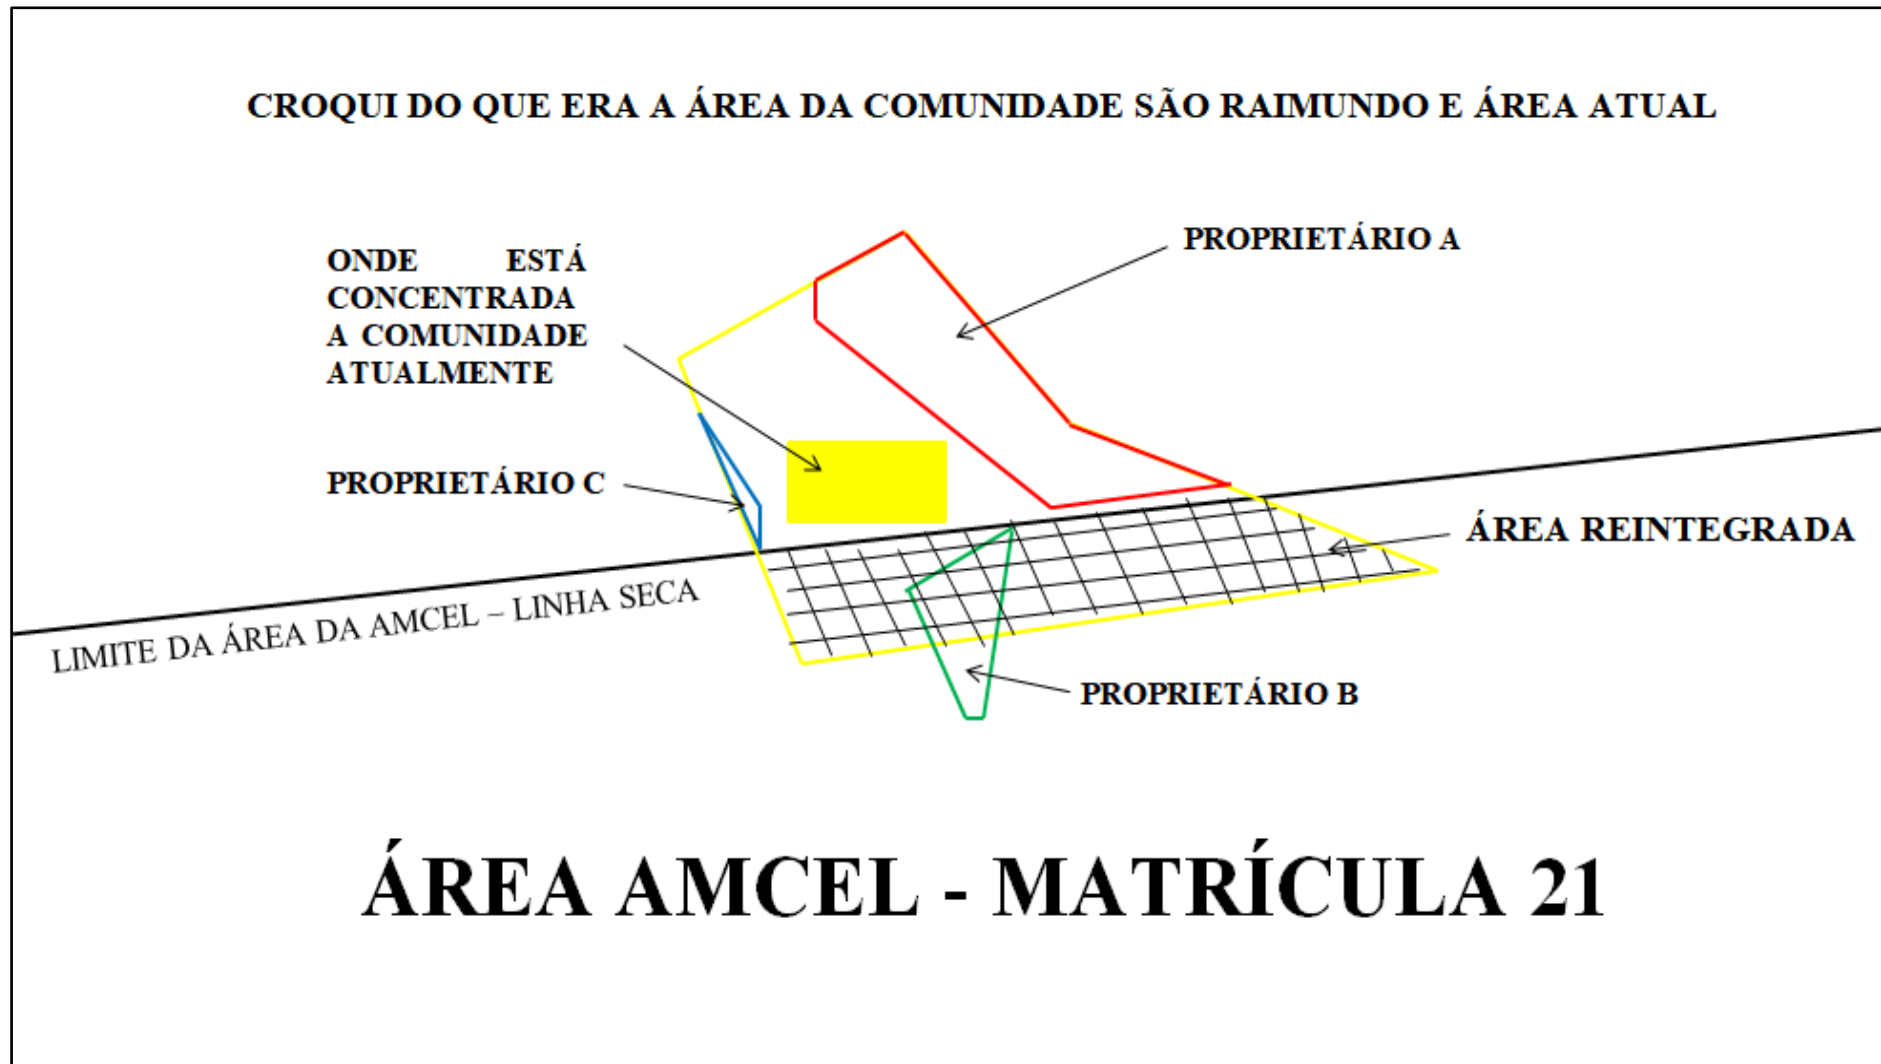 CROQUI DO QUE ERA A ÁREA DA COMUNIDADE SÃO RAIMUNDO E ÁREA ATUAL
ONDE ESTÁ
CONCENTRADA
A COMUNIDADE
ATUALMENTE
PROPRIETÁRIO A
PROPRIETÁRIO C
ÁREA REINTEGRADA
LIMITE DA ÁREA DA AMCEL – LINHA SECA
PROPRIETÁRIO B
ÁREA AMCEL - MATRÍCULA 21